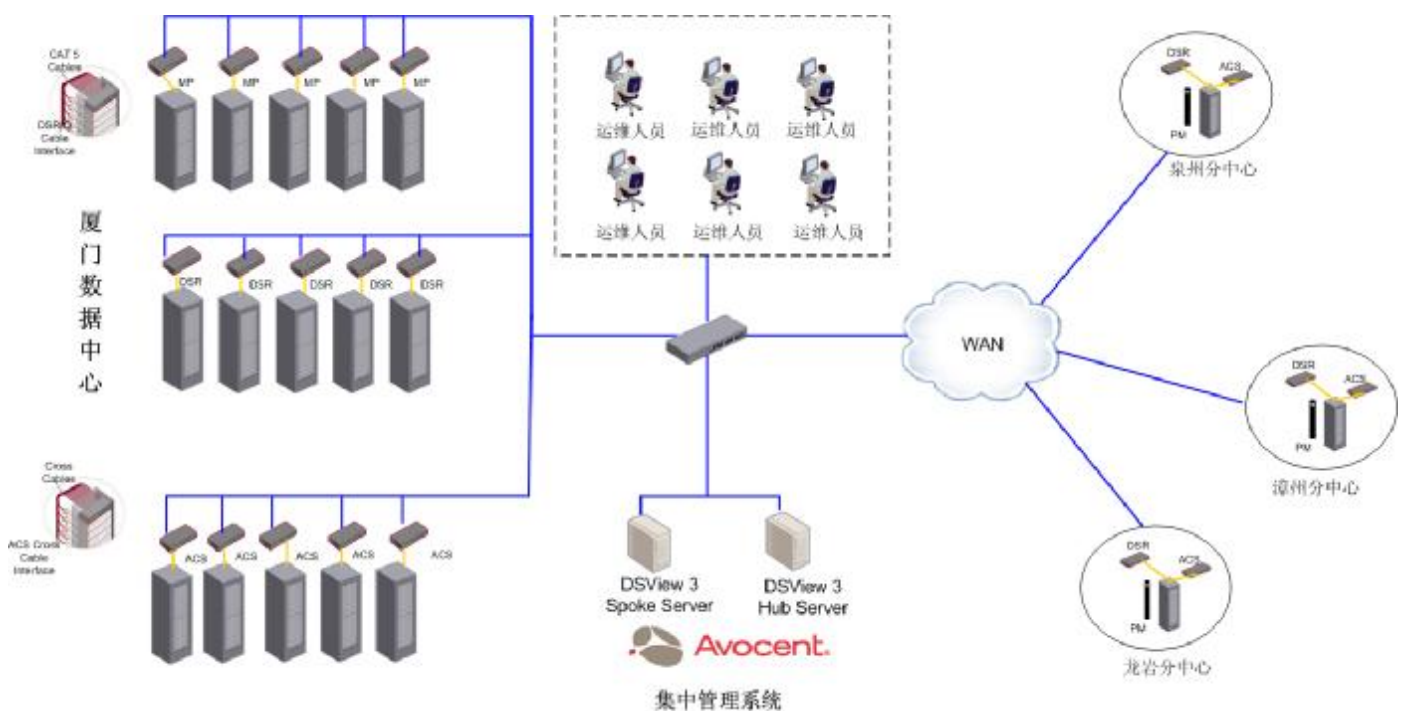 CAT 5
Cables
DSRIQ
Cable
Interface
MP
MP
MP
MP
MP
厦门数据中心
DSR
DSR
DSR
DSR
DSR
Cross
Cables
ACS Cross
Cable
Interface
ACS
ACS
ACS
ACS
ACS
运维人员
运维人员
运维人员
运维人员
运维人员
运维人员
WAN
DSR
ACS
PM
泉州分中心
DSR
ACS
PM
漳州分中心
DSR
ACS
PM
龙岩分中心
DSView 3
Spoke Server
DSView 3
Hub Server
Avocent.
集中管理系统